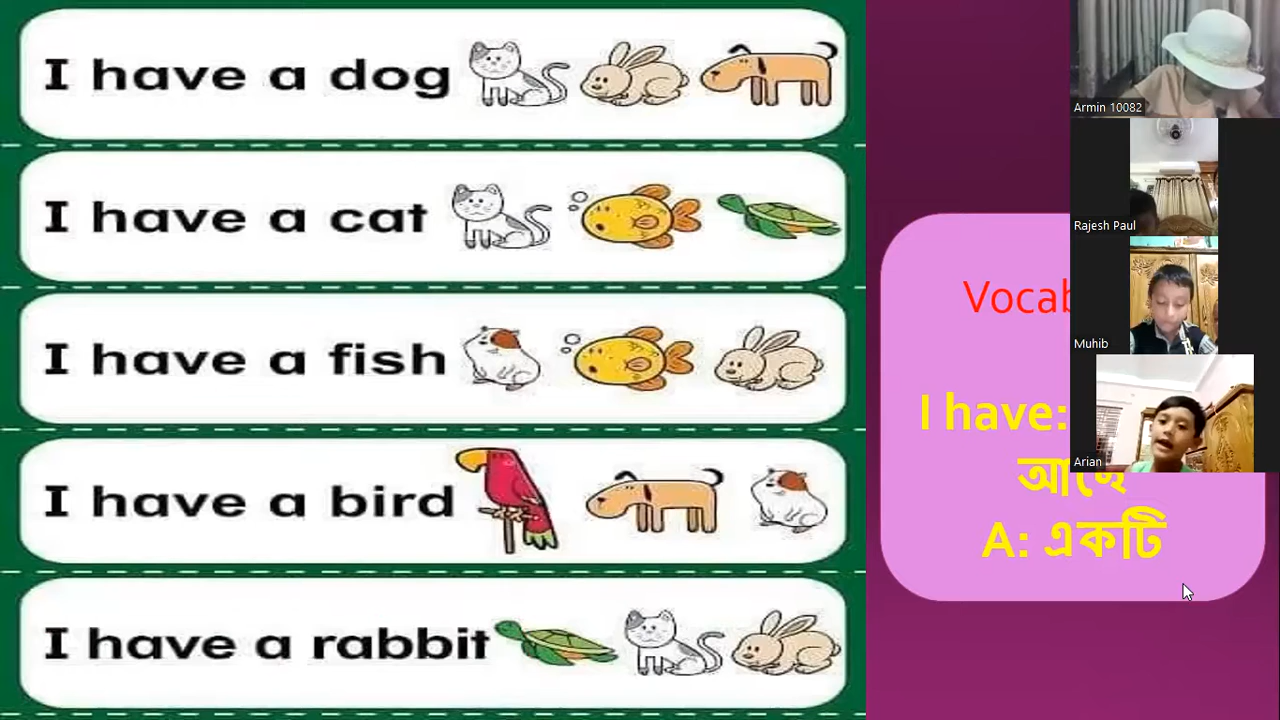 I have a dog
I have a cat
I have a fish
I have a bird
I have a rabbit
I have:
আছে
A: একটি
Armin 10082
Rajesh Paul
Muhib
Arian